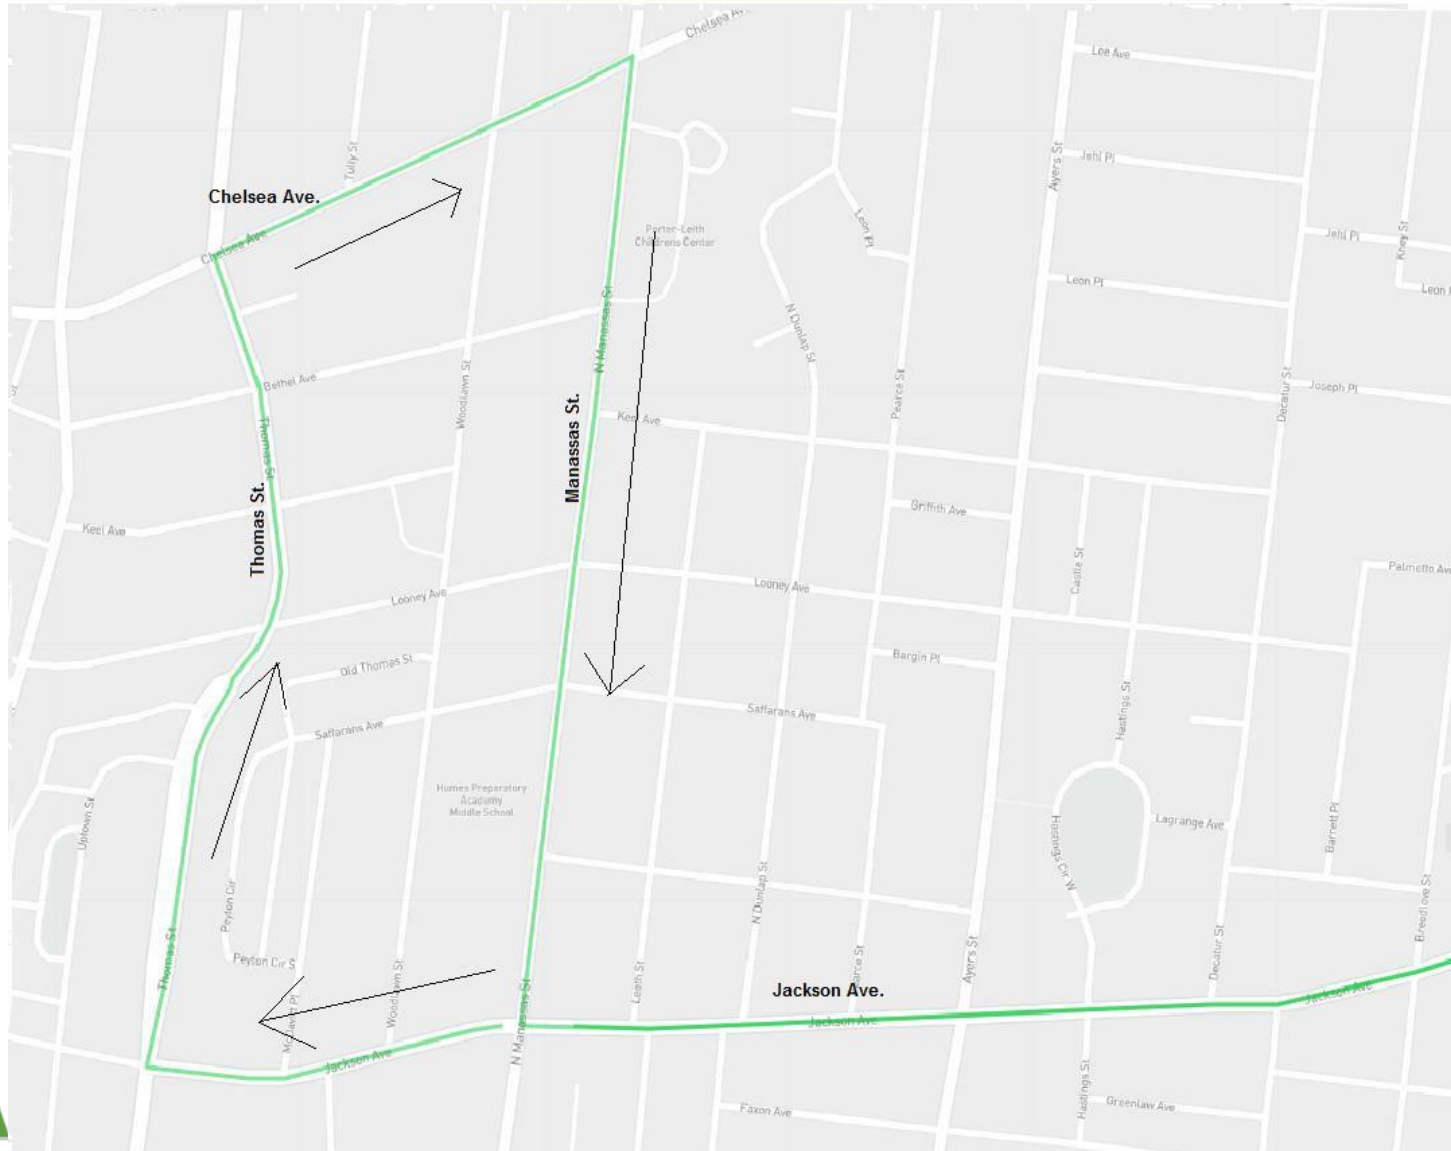 Chelsea Ave
Lee Ave
Tully St
Ayers St
Jehl Pl
Chelsea Ave.
Leon Pl
Jehl Pl
Kney St
Porter-Leith
Childrens Center
Chelsea Ave
Leon Pl
Leon
N Manassas St
N Dunlap St
Bethel Ave
Woodlawn St
Pearce St
Decatur St
Joseph Pl
Manassas St.
Keel Ave
Thomas St
Thomas St.
Griffith Ave
Keel Ave
Castle St
Palmetto Ave
Looney Ave
Looney Ave
Old Thomas St
Bargin Pl
Hastings St
Saffarans Ave
Saffarans Ave
Humes Preparatory
Academy
Middle School
Uptown St
Lagrange Ave
Barrett Pl
Hastings Cir W
Peyton Cir
N Dunlap St
Breedlove St
Thomas St
Peyton Cir S
Ayers St
Decatur St
Woodlawn St
Leath St
Jackson Ave.
Jackson Ave
Jackson Ave
N Manassas St
Jackson Ave
Hastings St
Faxon Ave
Greenlaw Ave